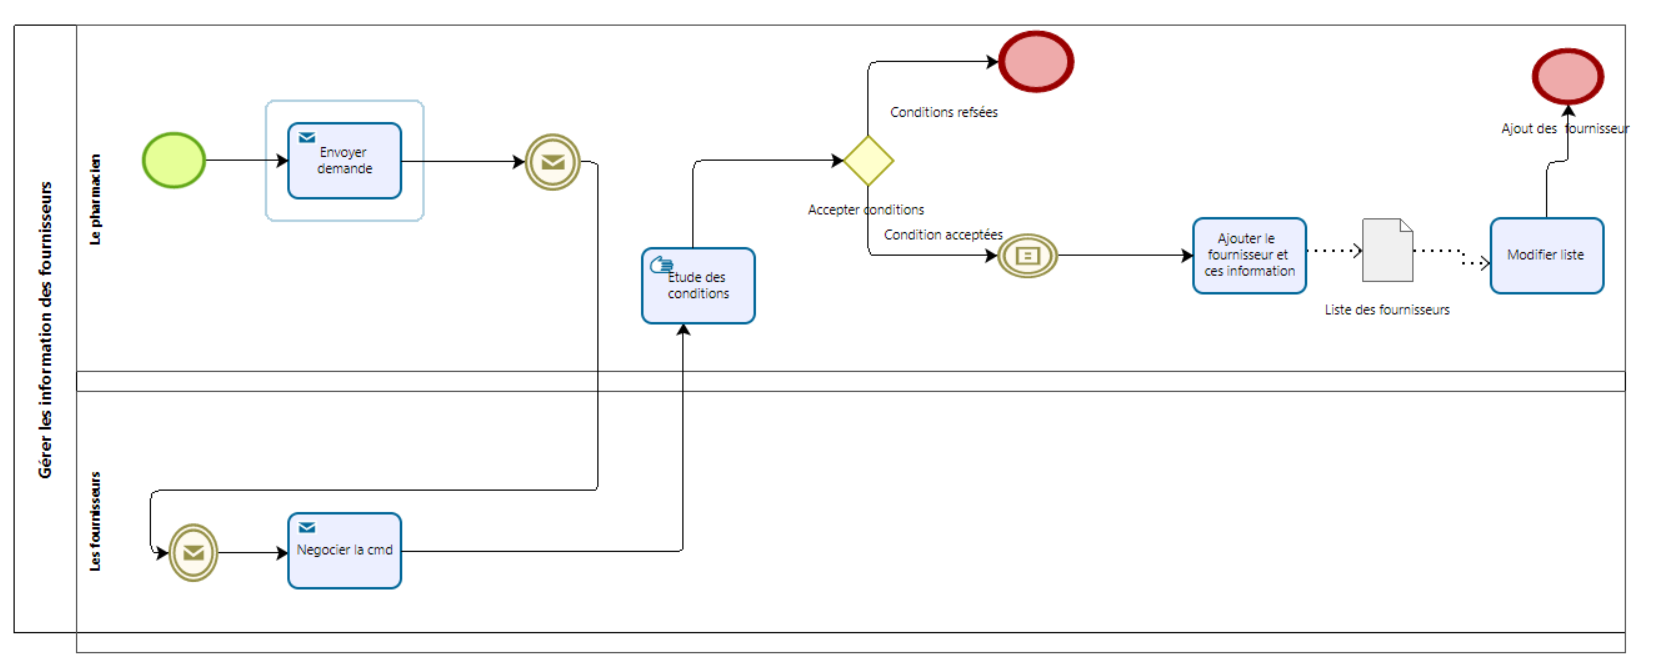 Gérer les information des fournisseurs
Le pharmacien
Envoyer
demande
Conditions refsées
Ajout des fournisseur
Accepter conditions
Condition acceptées
Etude des
conditions
Ajouter le
fournisseur et
ces information
Liste des fournisseurs
Modifier liste
Les fournisseurs
Negocier la cmd